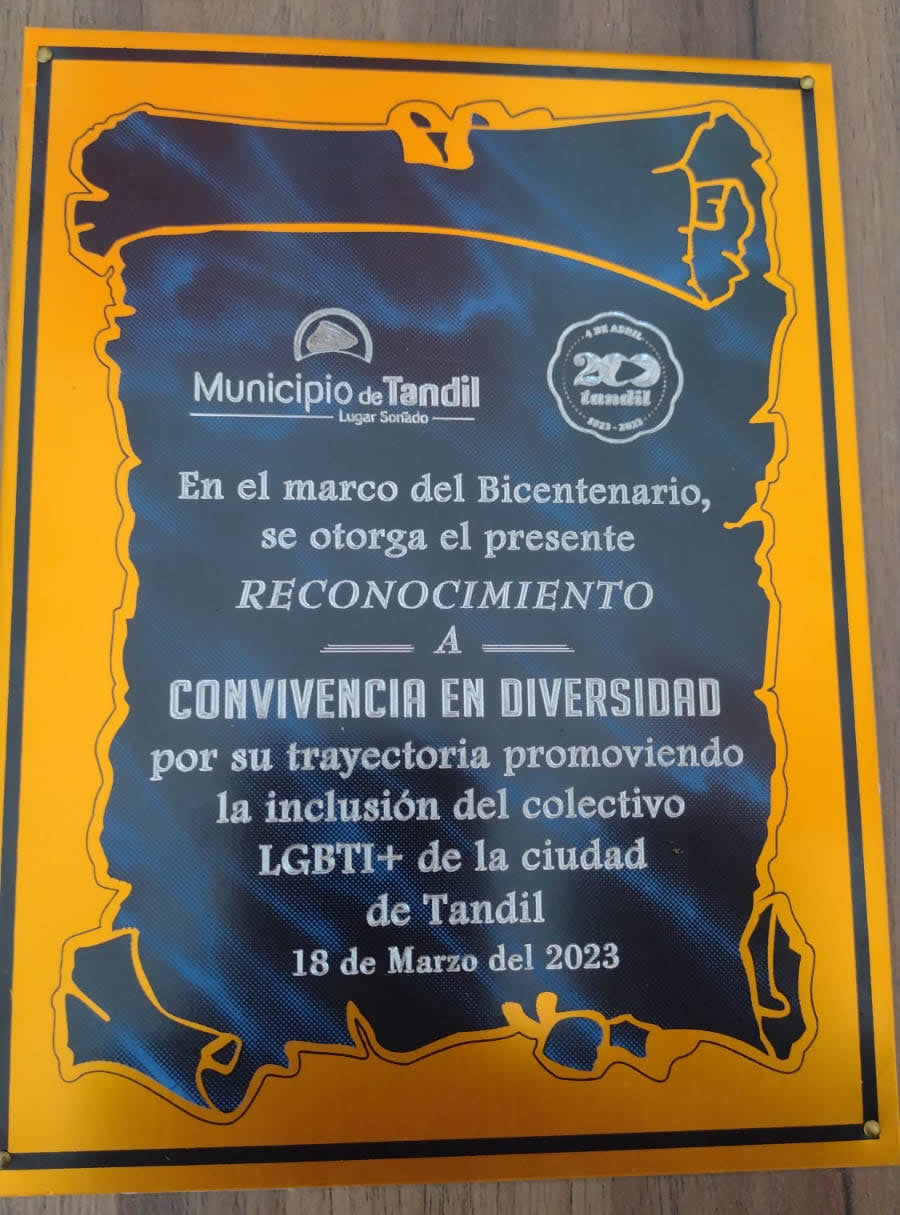 Municipio de Tandil
Lugar Soñado
4 DE ABRIL
200
tandil
1823 - 2023
En el marco del Bicentenario,
se otorga el presente
RECONOCIMIENTO
A
CONVIVENCIA EN DIVERSIDAD
por su trayectoria promoviendo
la inclusión del colectivo
LGBTI+ de la ciudad
de Tandil
18 de Marzo del 2023